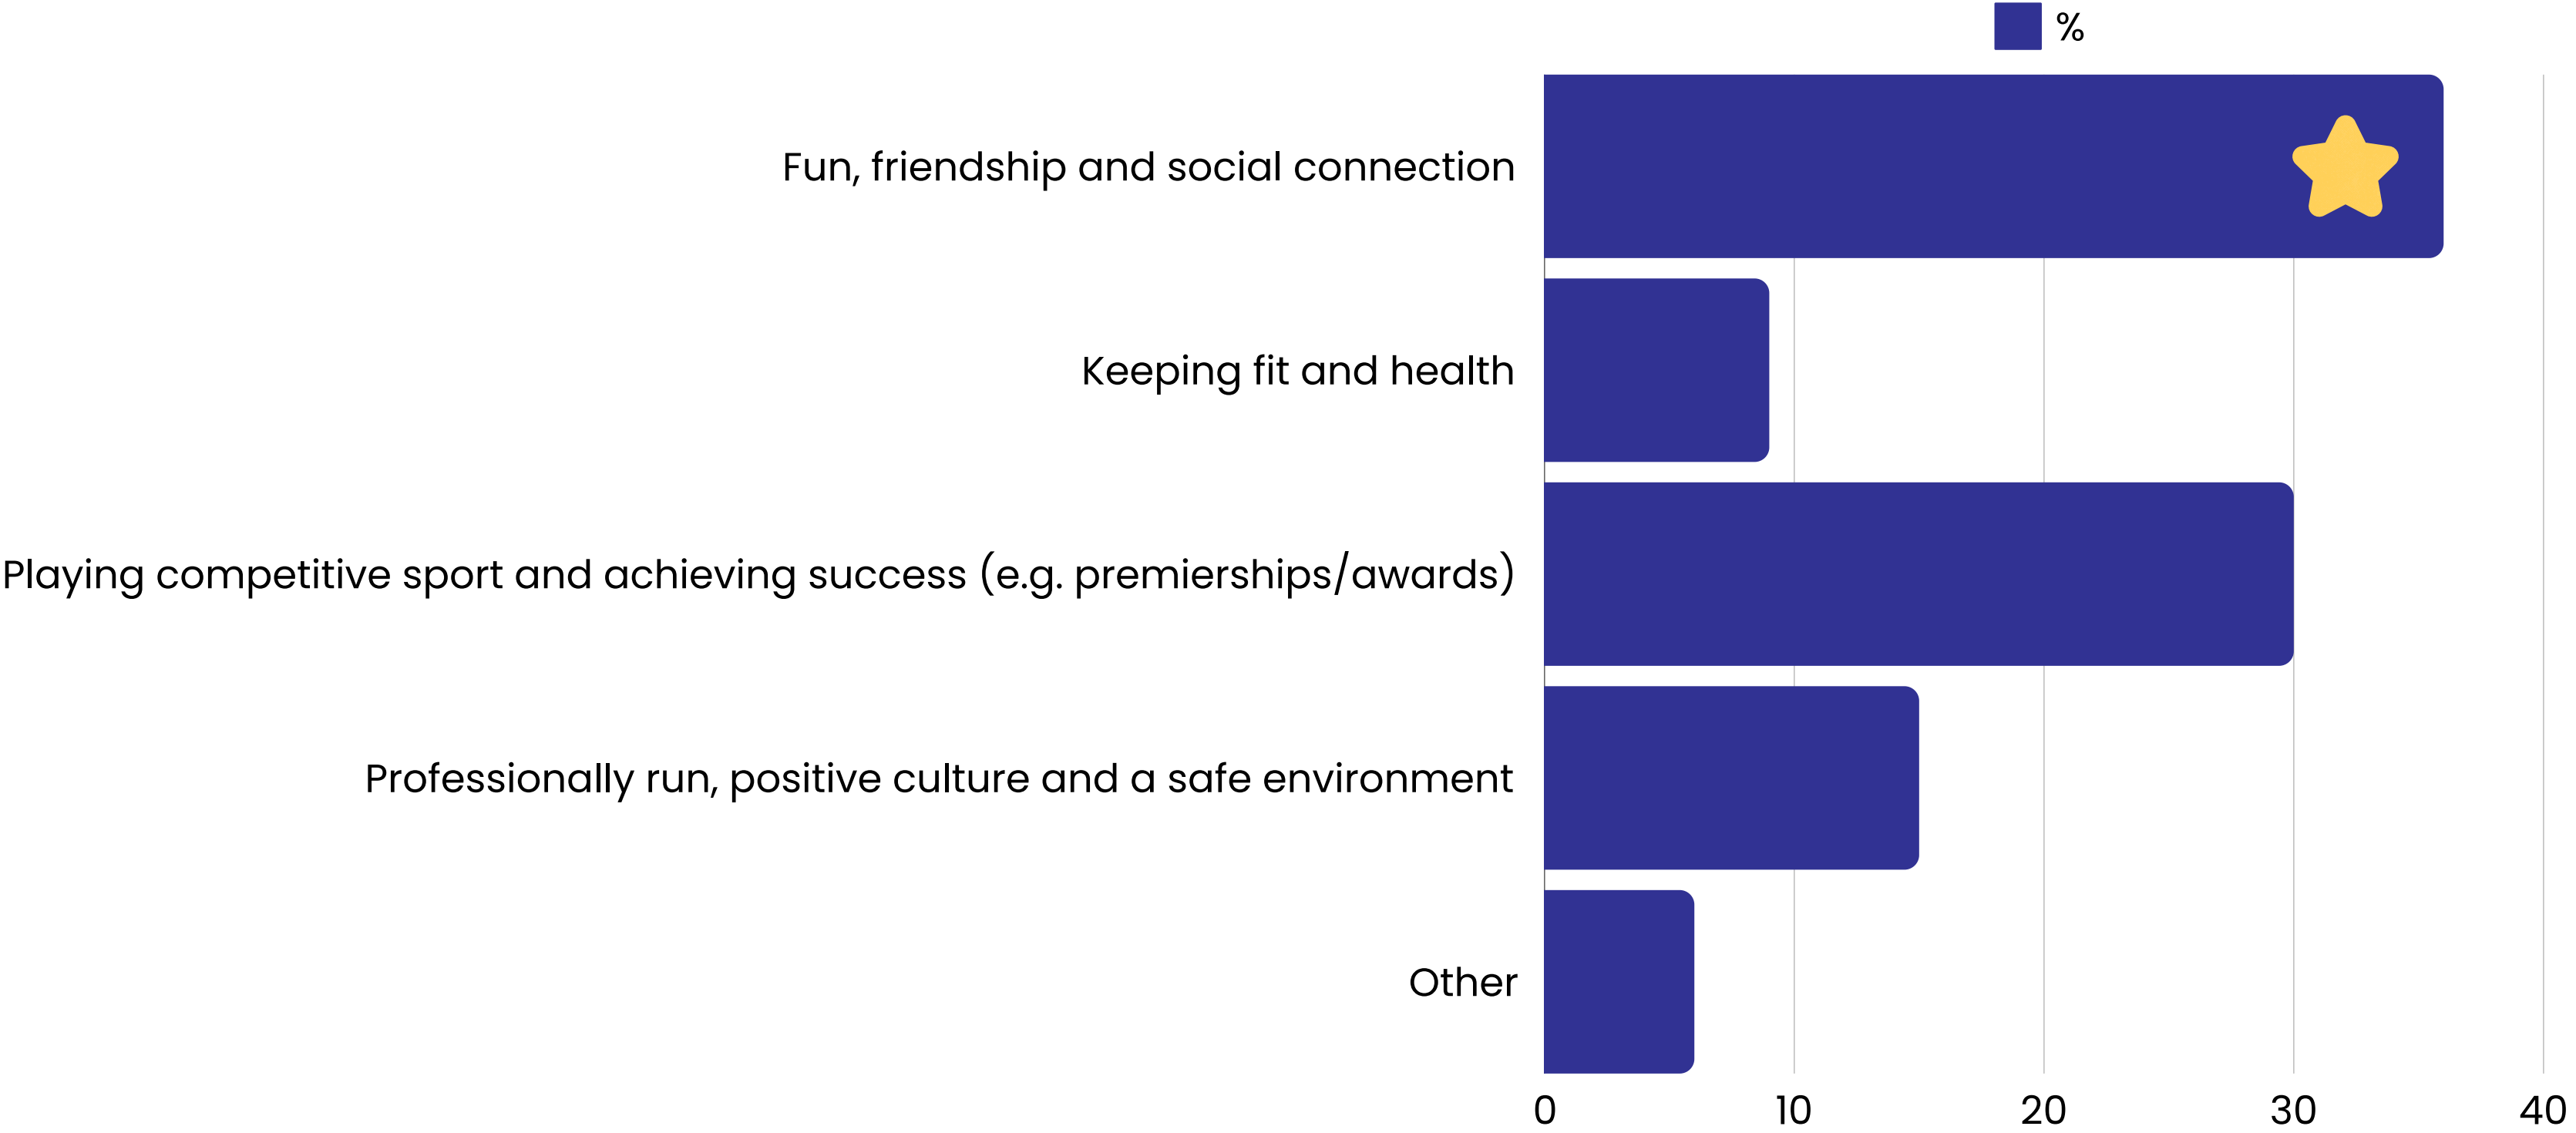 %
Fun, friendship and social connection
Keeping fit and health
Playing competitive sport and achieving success (e.g. premierships/awards)
Professionally run, positive culture and a safe environment
Other
0 10 20 30 40